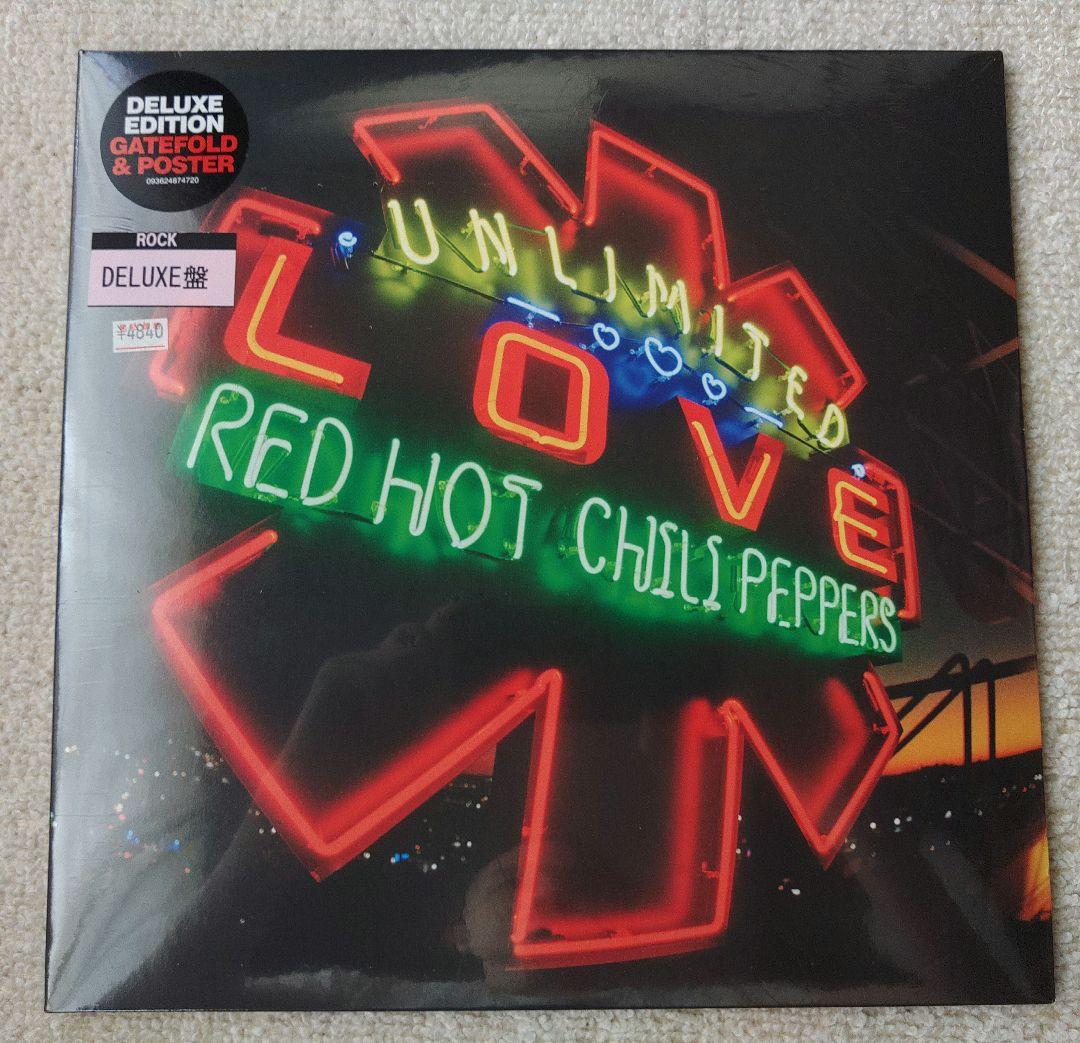 DELUXE
EDITION
GATEFOLD
& POSTER
093624874720
ROCK
DELUXE盤
¥4840
UNLIMITED
LOVE
RED HOT CHILI PEPPERS